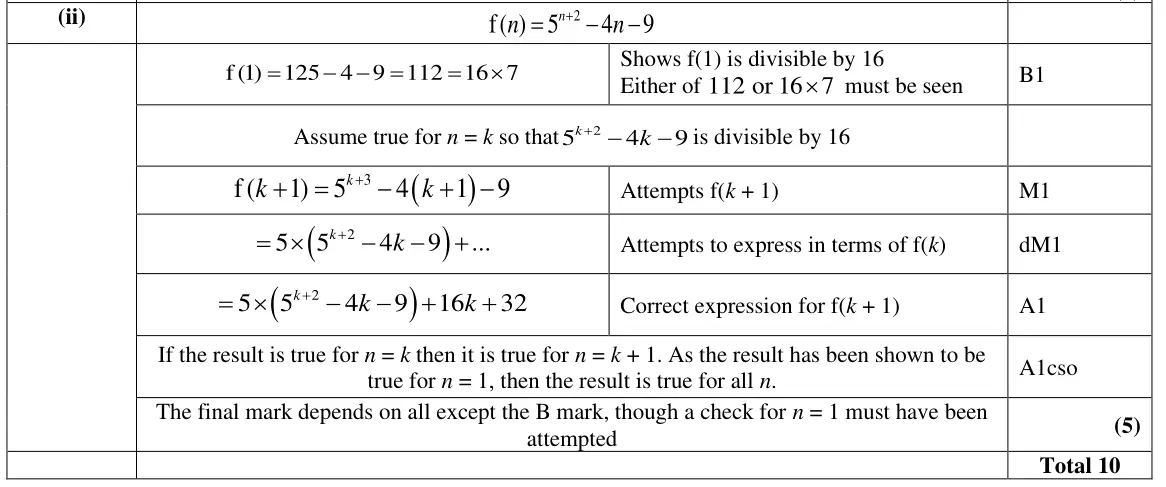 (ii)
f(n) = 5ⁿ⁺² − 4n − 9
f(1) = 125 − 4 − 9 = 112 = 16 × 7
Shows f(1) is divisible by 16
Either of 112 or 16 × 7 must be seen
B1
Assume true for n = k so that 5ᵏ⁺² − 4k − 9 is divisible by 16
f(k + 1) = 5ᵏ⁺³ − 4(k + 1) − 9
Attempts f(k + 1)
M1
= 5 × (5ᵏ⁺² − 4k − 9) + ...
Attempts to express in terms of f(k)
dM1
= 5 × (5ᵏ⁺² − 4k − 9) + 16k + 32
Correct expression for f(k + 1)
A1
If the result is true for n = k then it is true for n = k + 1. As the result has been shown to be
true for n = 1, then the result is true for all n.
A1cso
The final mark depends on all except the B mark, though a check for n = 1 must have been
attempted
(5)
Total 10